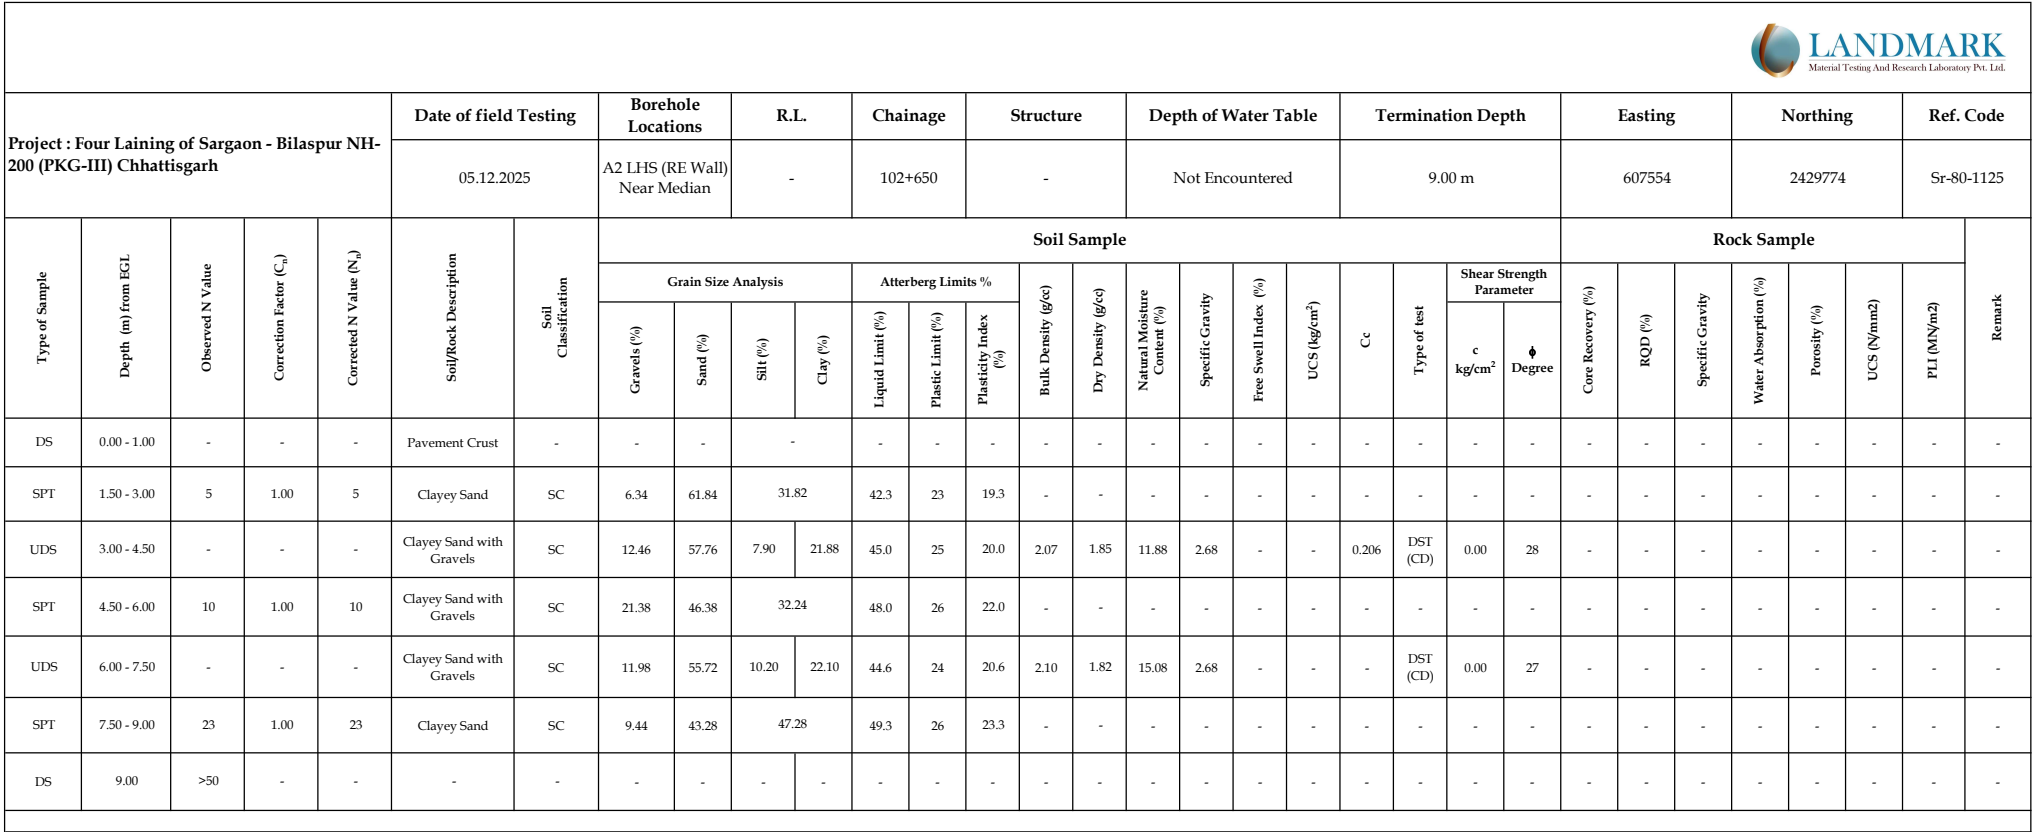 LANDMARK
Material Testing And Research Laboratory Pvt. Ltd.
Project : Four Laining of Sargaon - Bilaspur NH-
200 (PKG-III) Chhattisgarh
Date of field Testing
Borehole
Locations
R.L.
Chainage
Structure
Depth of Water Table
Termination Depth
Easting
Northing
Ref. Code
05.12.2025
A2 LHS (RE Wall)
Near Median
-
102+650
-
Not Encountered
9.00 m
607554
2429774
Sr-80-1125
Type of Sample
Depth (m) from EGL
Observed N Value
Correction Factor (Cn)
Corrected N Value (Nn)
Soil/Rock Description
Soil
Classification
Soil Sample
Rock Sample
Remark
Grain Size Analysis
Atterberg Limits %
Gravels (%)
Sand (%)
Silt (%)
Clay (%)
Liquid Limit (%)
Plastic Limit (%)
Plasticity Index
(%)
Bulk Density (g/cc)
Dry Density (g/cc)
Natural Moisture
Content (%)
Specific Gravity
Free Swell Index (%)
UCS (kg/cm²)
Cc
Type of test
Shear Strength
Parameter
c
kg/cm²
ϕ
Degree
Core Recovery (%)
RQD (%)
Specific Gravity
Water Absorption (%)
Porosity (%)
UCS (N/mm2)
PLI (MN/m2)
DS 0.00 - 1.00 - - - Pavement Crust - - - - - - - - - - - - - - - - - - - - - - - - -
SPT 1.50 - 3.00 5 1.00 5 Clayey Sand SC 6.34 61.84 31.82 42.3 23 19.3 - - - - - - - - - - - - - - - - - -
UDS 3.00 - 4.50 - - - Clayey Sand with Gravels SC 12.46 57.76 7.90 21.88 45.0 25 20.0 2.07 1.85 11.88 2.68 - - 0.206 DST (CD) 0.00 28 - - - - - - - -
SPT 4.50 - 6.00 10 1.00 10 Clayey Sand with Gravels SC 21.38 46.38 32.24 48.0 26 22.0 - - - - - - - - - - - - - - - - - -
UDS 6.00 - 7.50 - - - Clayey Sand with Gravels SC 11.98 55.72 10.20 22.10 44.6 24 20.6 2.10 1.82 15.08 2.68 - - - DST (CD) 0.00 27 - - - - - - - -
SPT 7.50 - 9.00 23 1.00 23 Clayey Sand SC 9.44 43.28 47.28 49.3 26 23.3 - - - - - - - - - - - - - - - - - -
DS 9.00 >50 - - - - - - - - - - - - - - - - - - - - - - - - - - - - -